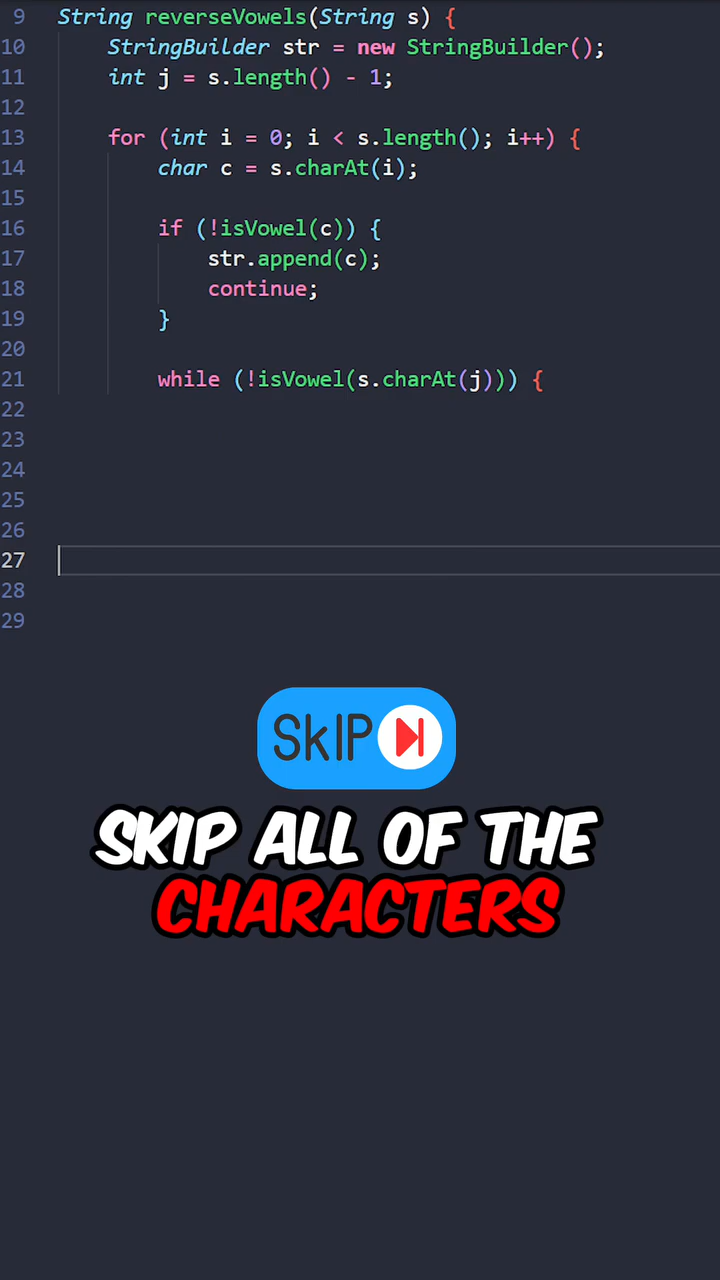 9 String reverseVowels(String s) {
10     StringBuilder str = new StringBuilder();
11     int j = s.length() - 1;
12
13     for (int i = 0; i < s.length(); i++) {
14         char c = s.charAt(i);
15
16         if (!isVowel(c)) {
17             str.append(c);
18             continue;
19         }
20
21         while (!isVowel(s.charAt(j))) {
22
23
24
25
26
27
28
29
SkIP
SKIP ALL OF THE
CHARACTERS